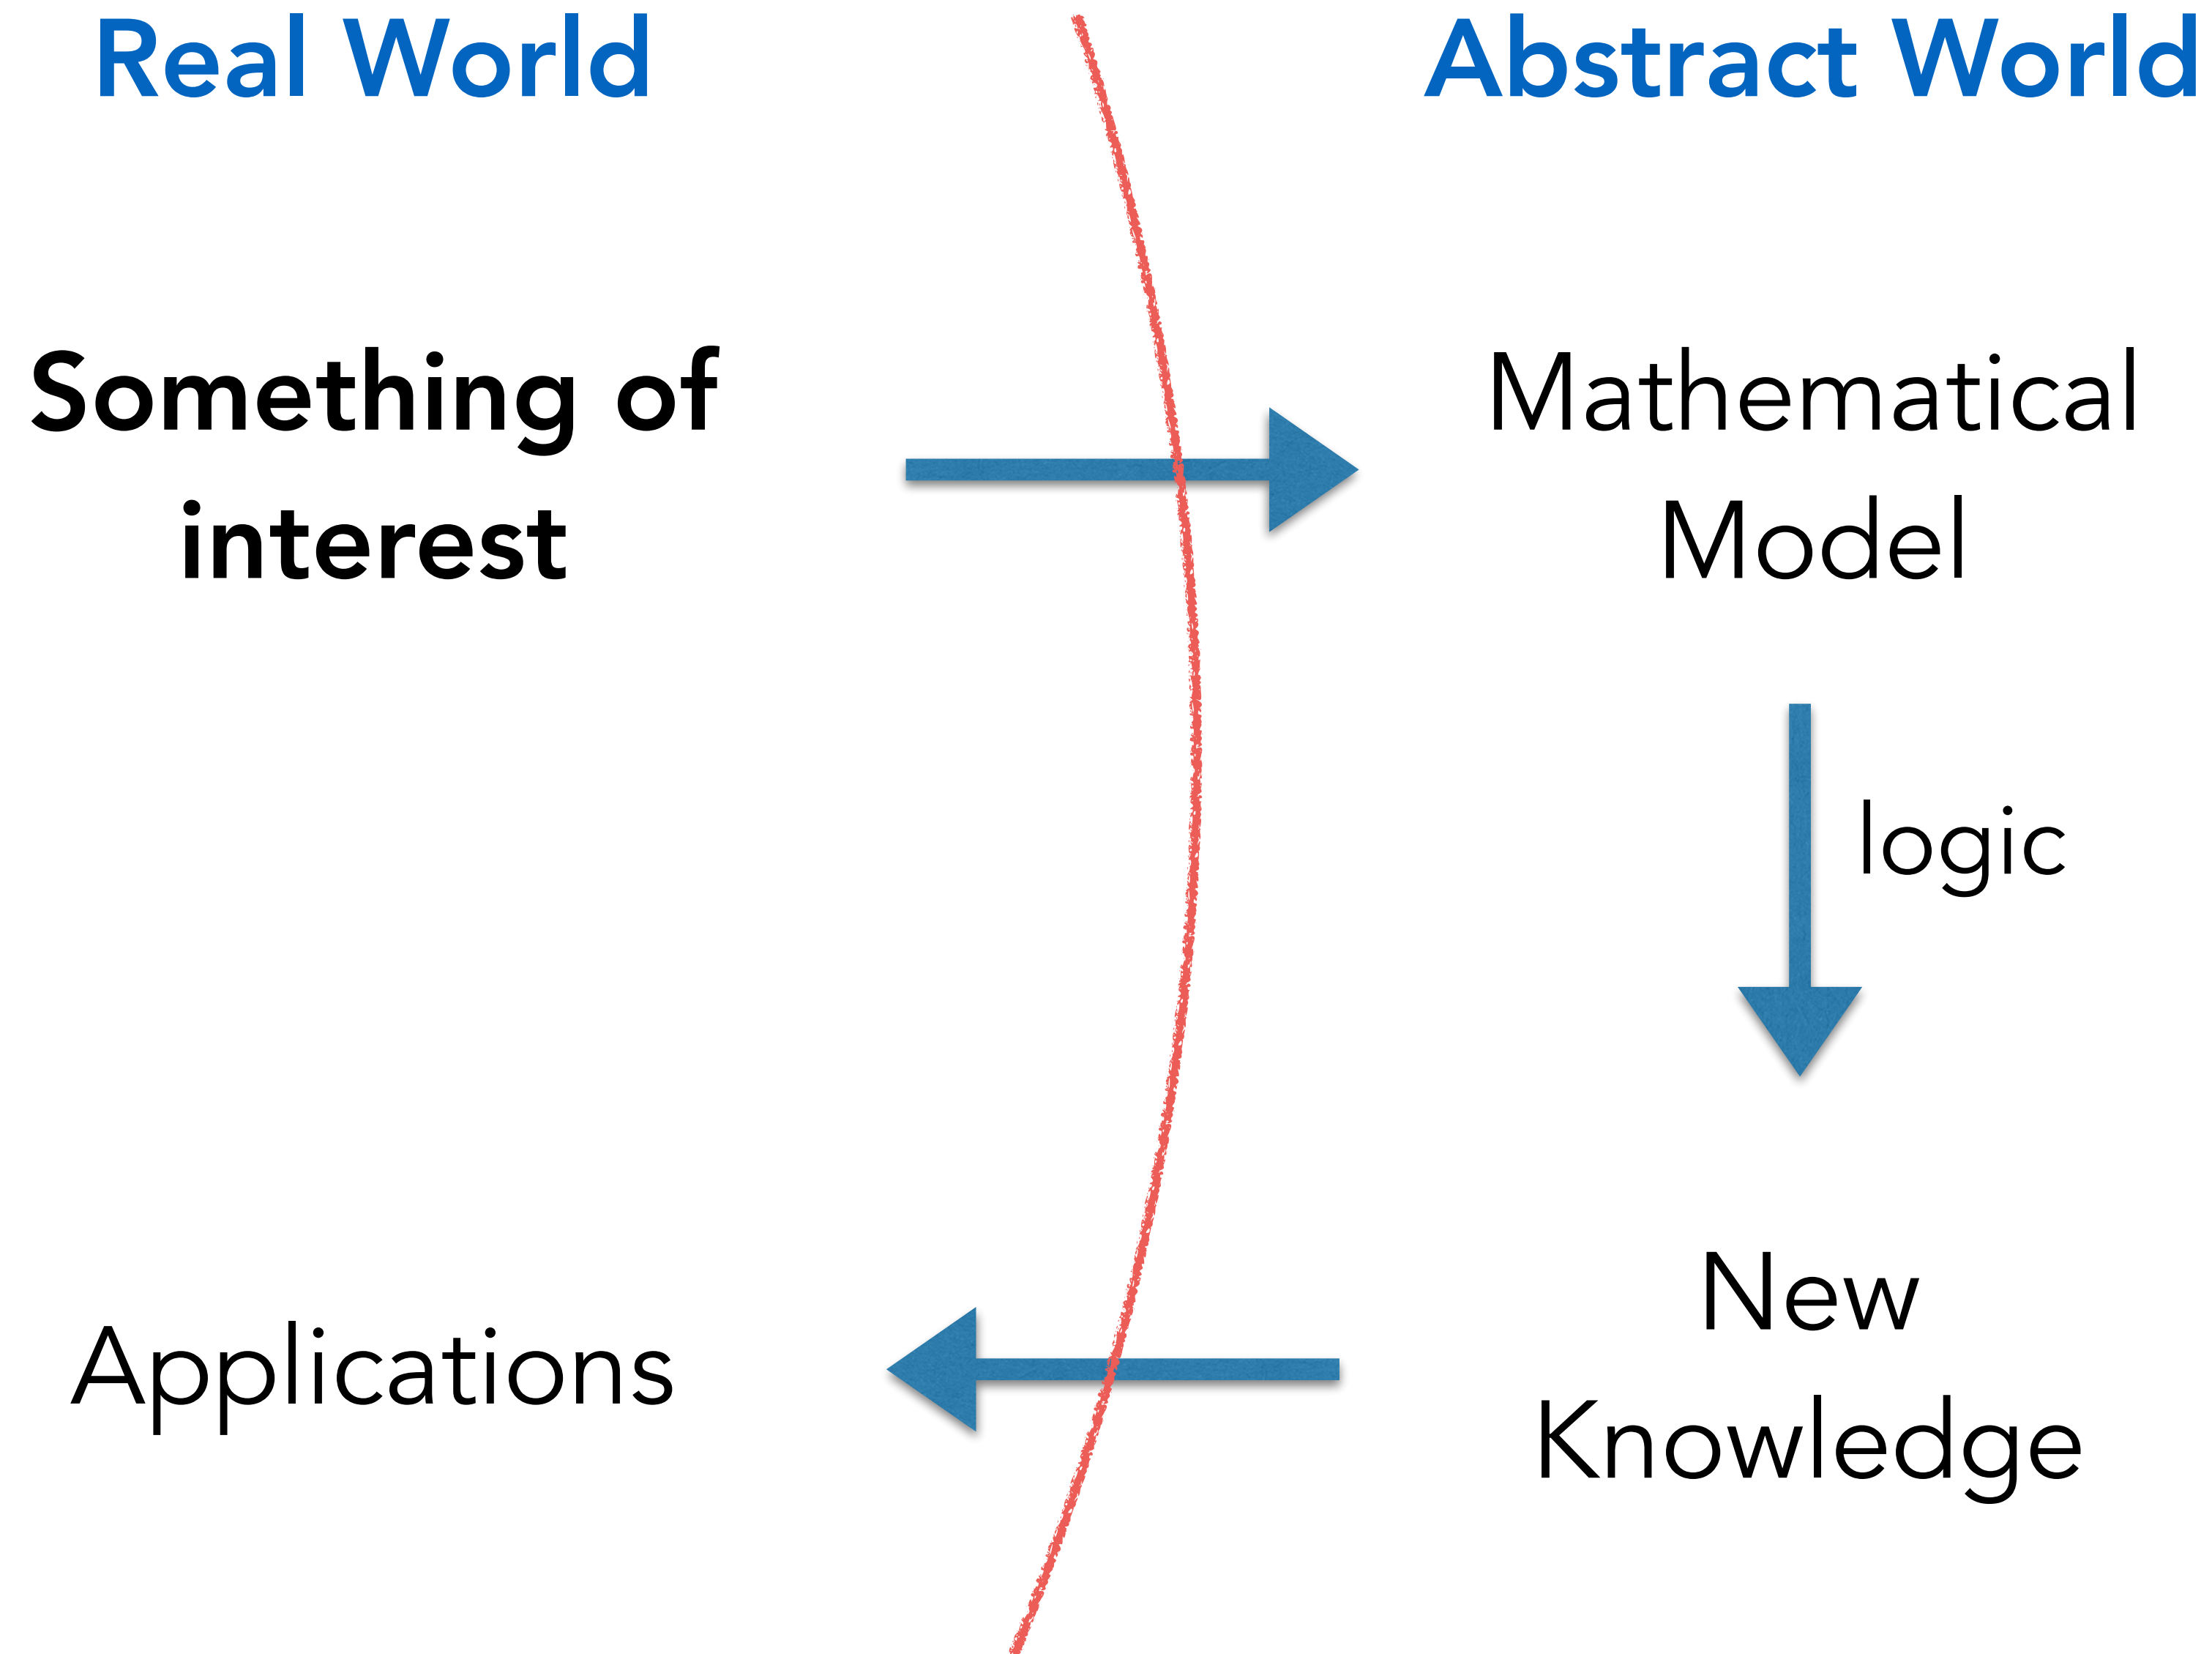 Real World
Abstract World
Something of
interest
Mathematical
Model
logic
Applications
New
Knowledge